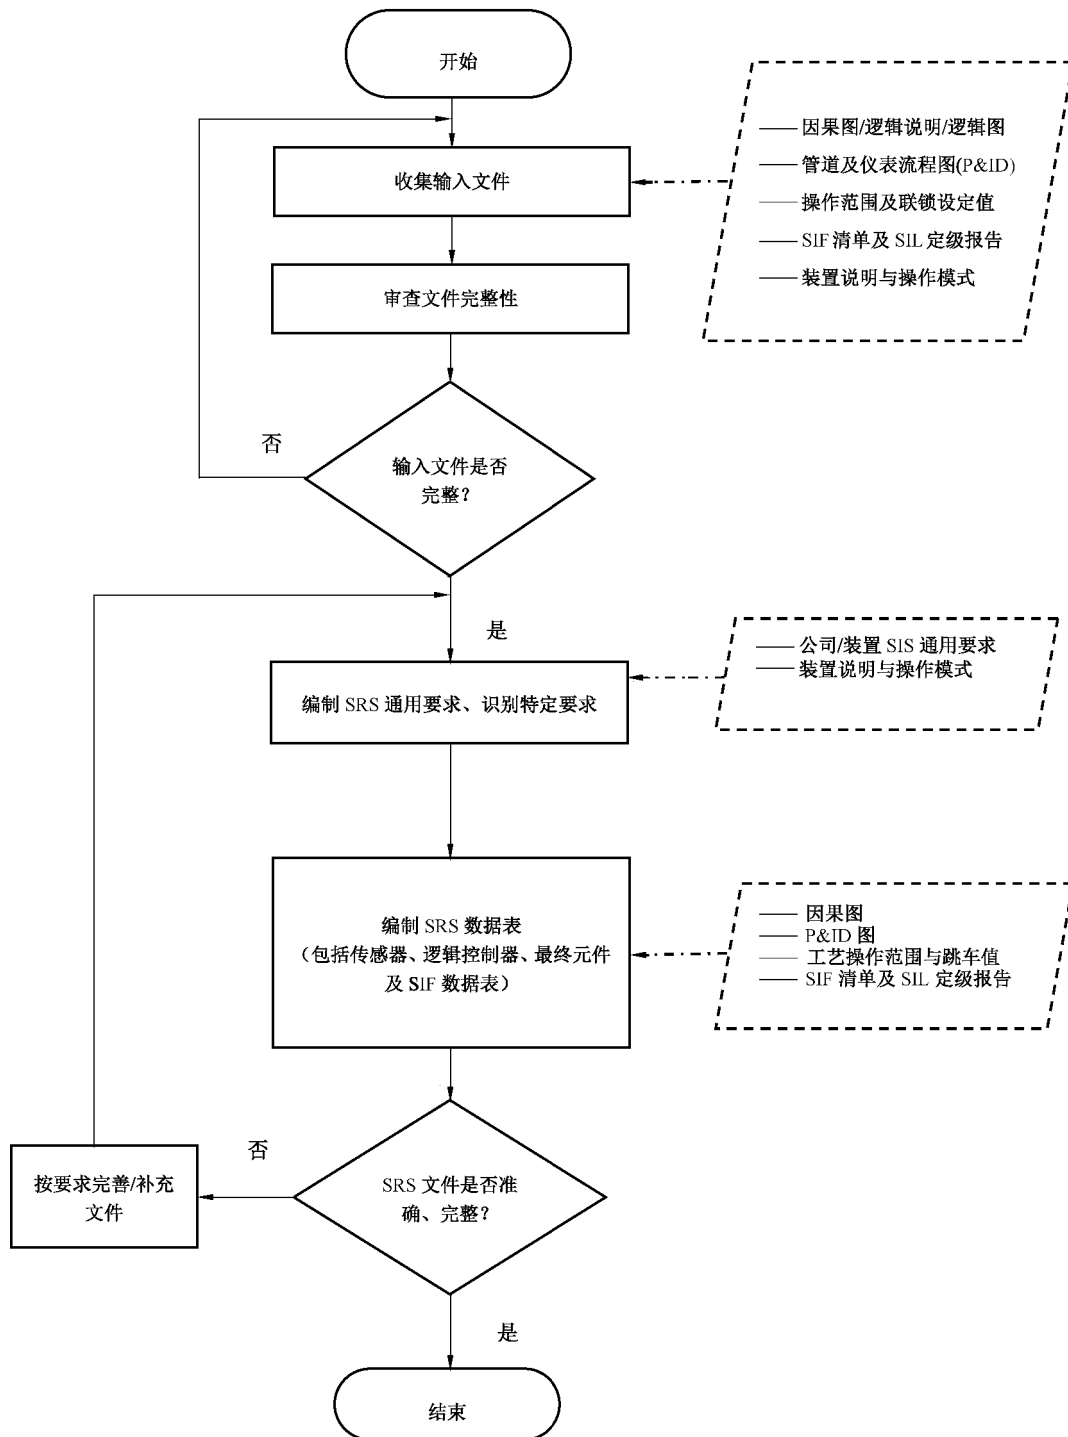 开始
——因果图/逻辑说明/逻辑图
——管道及仪表流程图(P&ID)
——操作范围及联锁设定值
——SIF 清单及 SIL 定级报告
——装置说明与操作模式
收集输入文件
审查文件完整性
否
输入文件是否
完整？
是
——公司/装置 SIS 通用要求
——装置说明与操作模式
编制 SRS 通用要求、识别特定要求
编制 SRS 数据表
（包括传感器、逻辑控制器、最终元件
及 SIF 数据表）
—— 因果图
—— P&ID 图
—— 工艺操作范围与跳车值
—— SIF 清单及 SIL 定级报告
否
按要求完善/补充
文件
SRS 文件是否准
确、完整？
是
结束